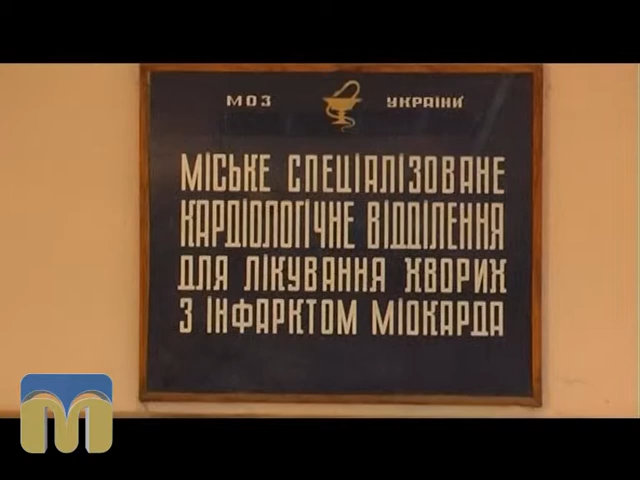 МОЗ УКРАЇНИ
МІСЬКЕ СПЕЦІАЛІЗОВАНЕ
КАРДІОЛОГІЧНЕ ВІДДІЛЕННЯ
ДЛЯ ЛІКУВАННЯ ХВОРИХ
З ІНФАРКТОМ МІОКАРДА
М